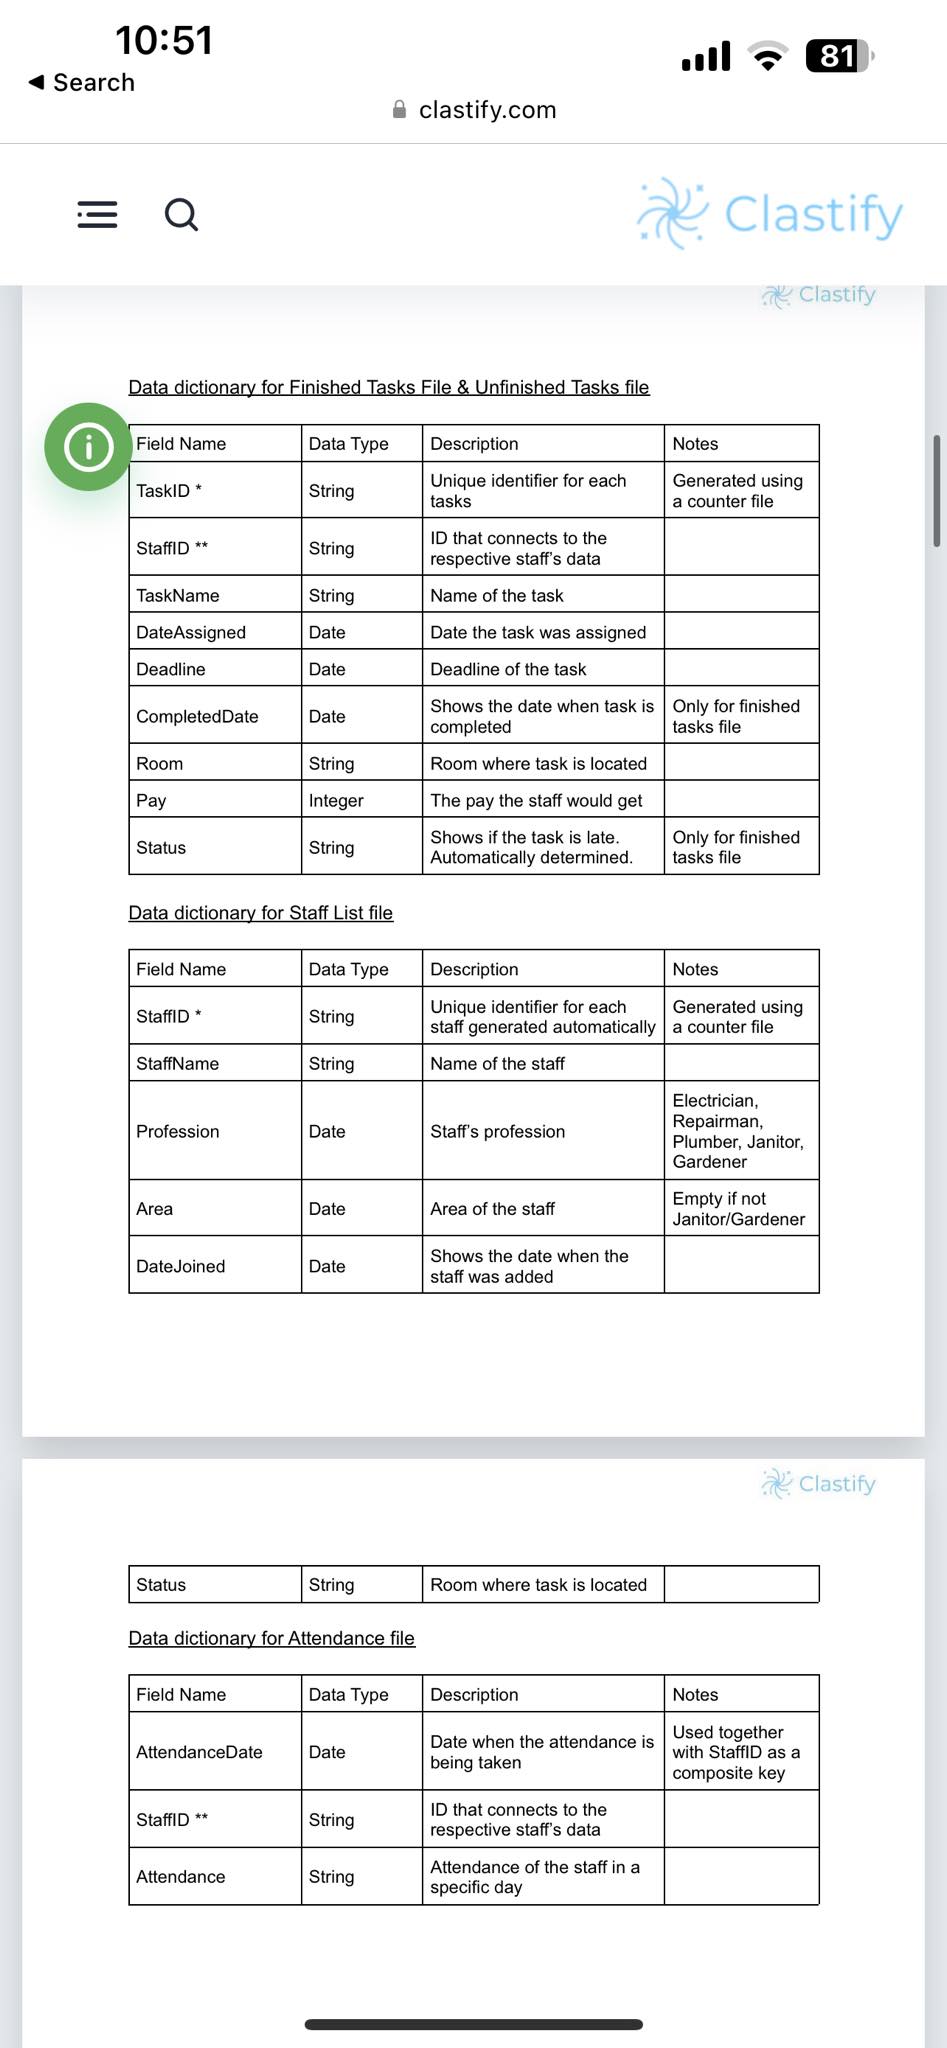 10:51
81
◀ Search
clastify.com
Clastify
Clastify
Data dictionary for Finished Tasks File & Unfinished Tasks file
Field Name Data Type Description Notes
TaskID * String Unique identifier for each tasks Generated using a counter file
StaffID ** String ID that connects to the respective staff's data
TaskName String Name of the task
DateAssigned Date Date the task was assigned
Deadline Date Deadline of the task
CompletedDate Date Shows the date when task is completed Only for finished tasks file
Room String Room where task is located
Pay Integer The pay the staff would get
Status String Shows if the task is late. Automatically determined. Only for finished tasks file
Data dictionary for Staff List file
Field Name Data Type Description Notes
StaffID * String Unique identifier for each staff generated automatically Generated using a counter file
StaffName String Name of the staff
Profession Date Staff's profession Electrician, Repairman, Plumber, Janitor, Gardener
Area Date Area of the staff Empty if not Janitor/Gardener
DateJoined Date Shows the date when the staff was added
Clastify
Status String Room where task is located
Data dictionary for Attendance file
Field Name Data Type Description Notes
AttendanceDate Date Date when the attendance is being taken Used together with StaffID as a composite key
StaffID ** String ID that connects to the respective staff's data
Attendance String Attendance of the staff in a specific day